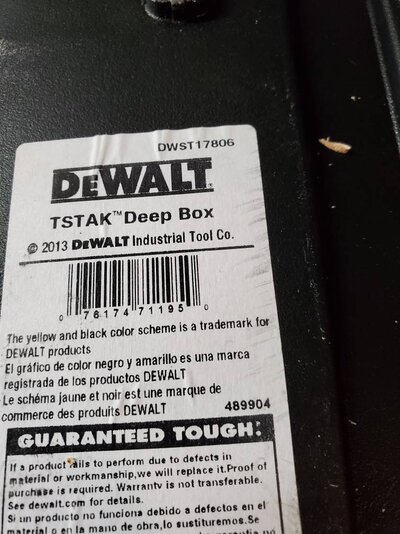 DWST17806
DEWALT
TSTAK™ Deep Box
© 2013 DEWALT Industrial Tool Co.
0 76174 71195 0
The yellow and black color scheme is a trademark for
DEWALT products
El gráfico de color negro y amarillo es una marca
registrada de los productos DEWALT
Le schéma jaune et noir est une marque de
commerce des produits DEWALT
489904
GUARANTEED TOUGH.
If a product ails to perform due to defects in
material or workmanship,we will replace it.Proof of
purchase is required. Warranty is not transferable.
See dewalt.com for details.
Si un producto no funciona debido a defectos en el
material o en la mano de obra,lo sustituremos.Se
garantía no